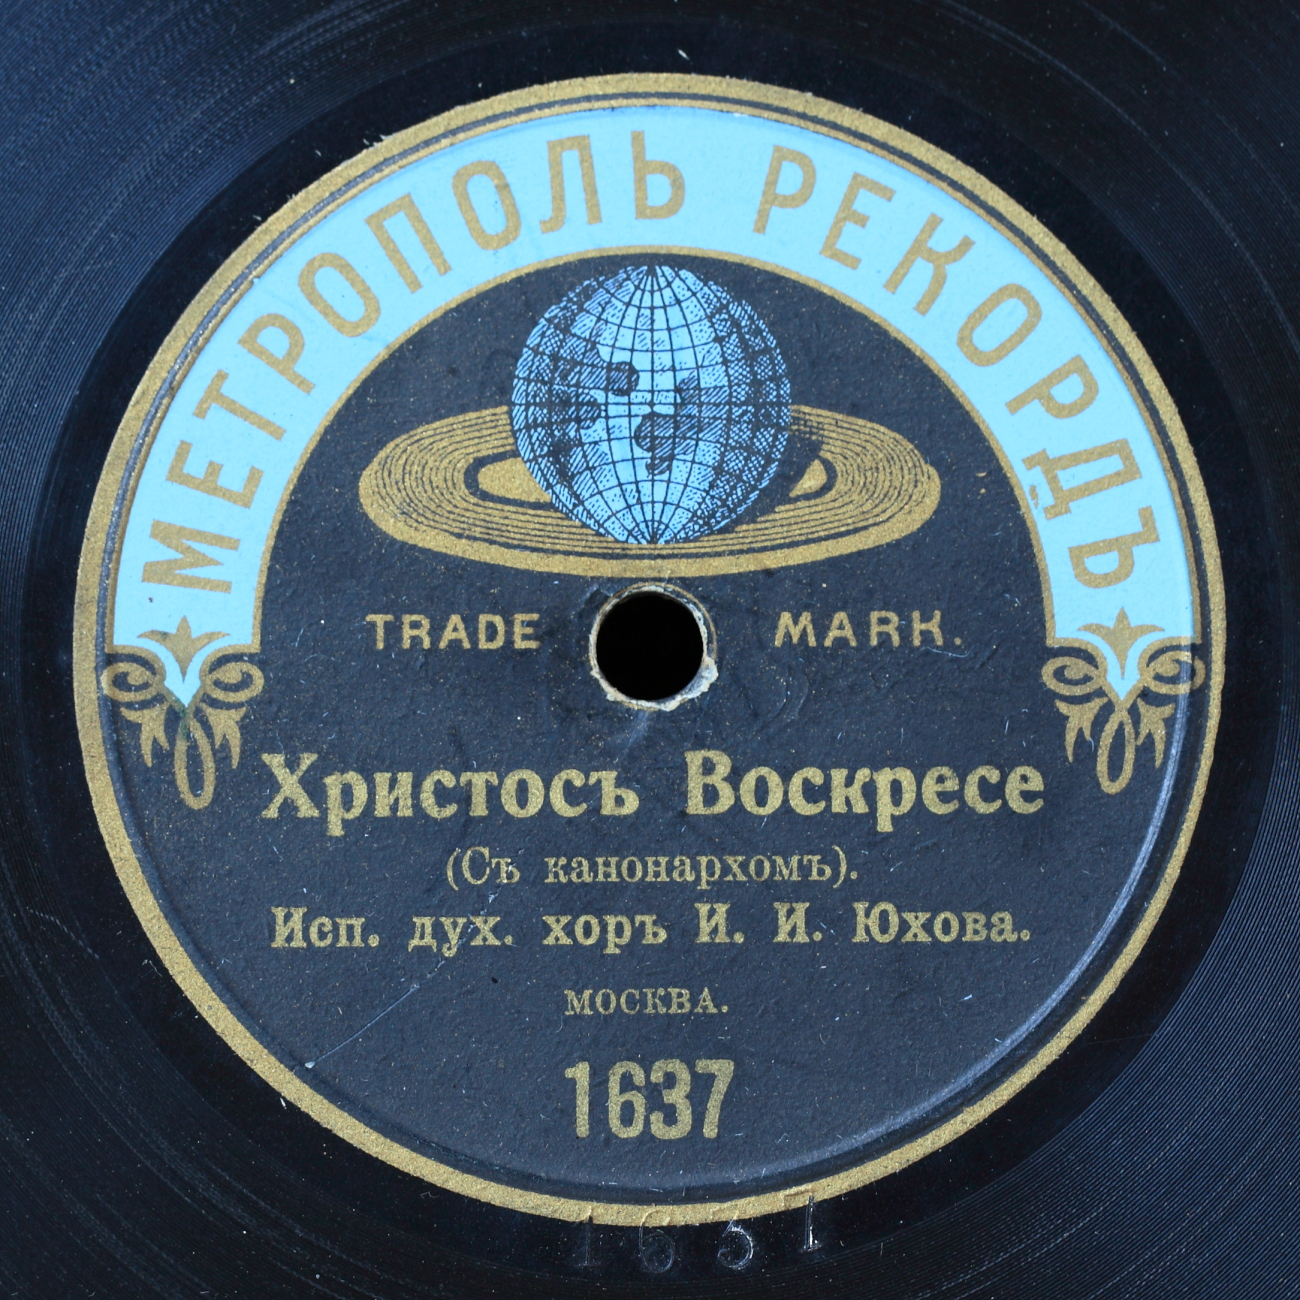 МЕТРОПОЛЬ РЕКОРДЪ
TRADE MARK.
Христосъ Воскресе
(Съ канонархомъ).
Исп. дух. хоръ И. И. Юхова.
МОСКВА.
1637
1637